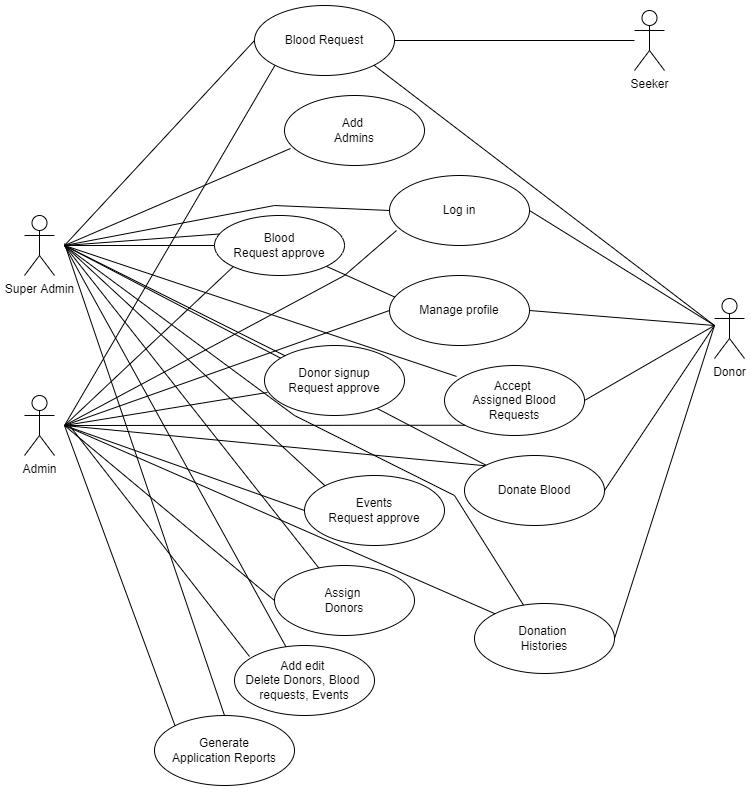 Blood Request
Seeker
Add
Admins
Log in
Blood
Request approve
Super Admin
Manage profile
Donor
Donor signup
Request approve
Accept
Assigned Blood
Requests
Admin
Donate Blood
Events
Request approve
Assign
Donors
Donation
Histories
Add edit
Delete Donors, Blood
requests, Events
Generate
Application Reports